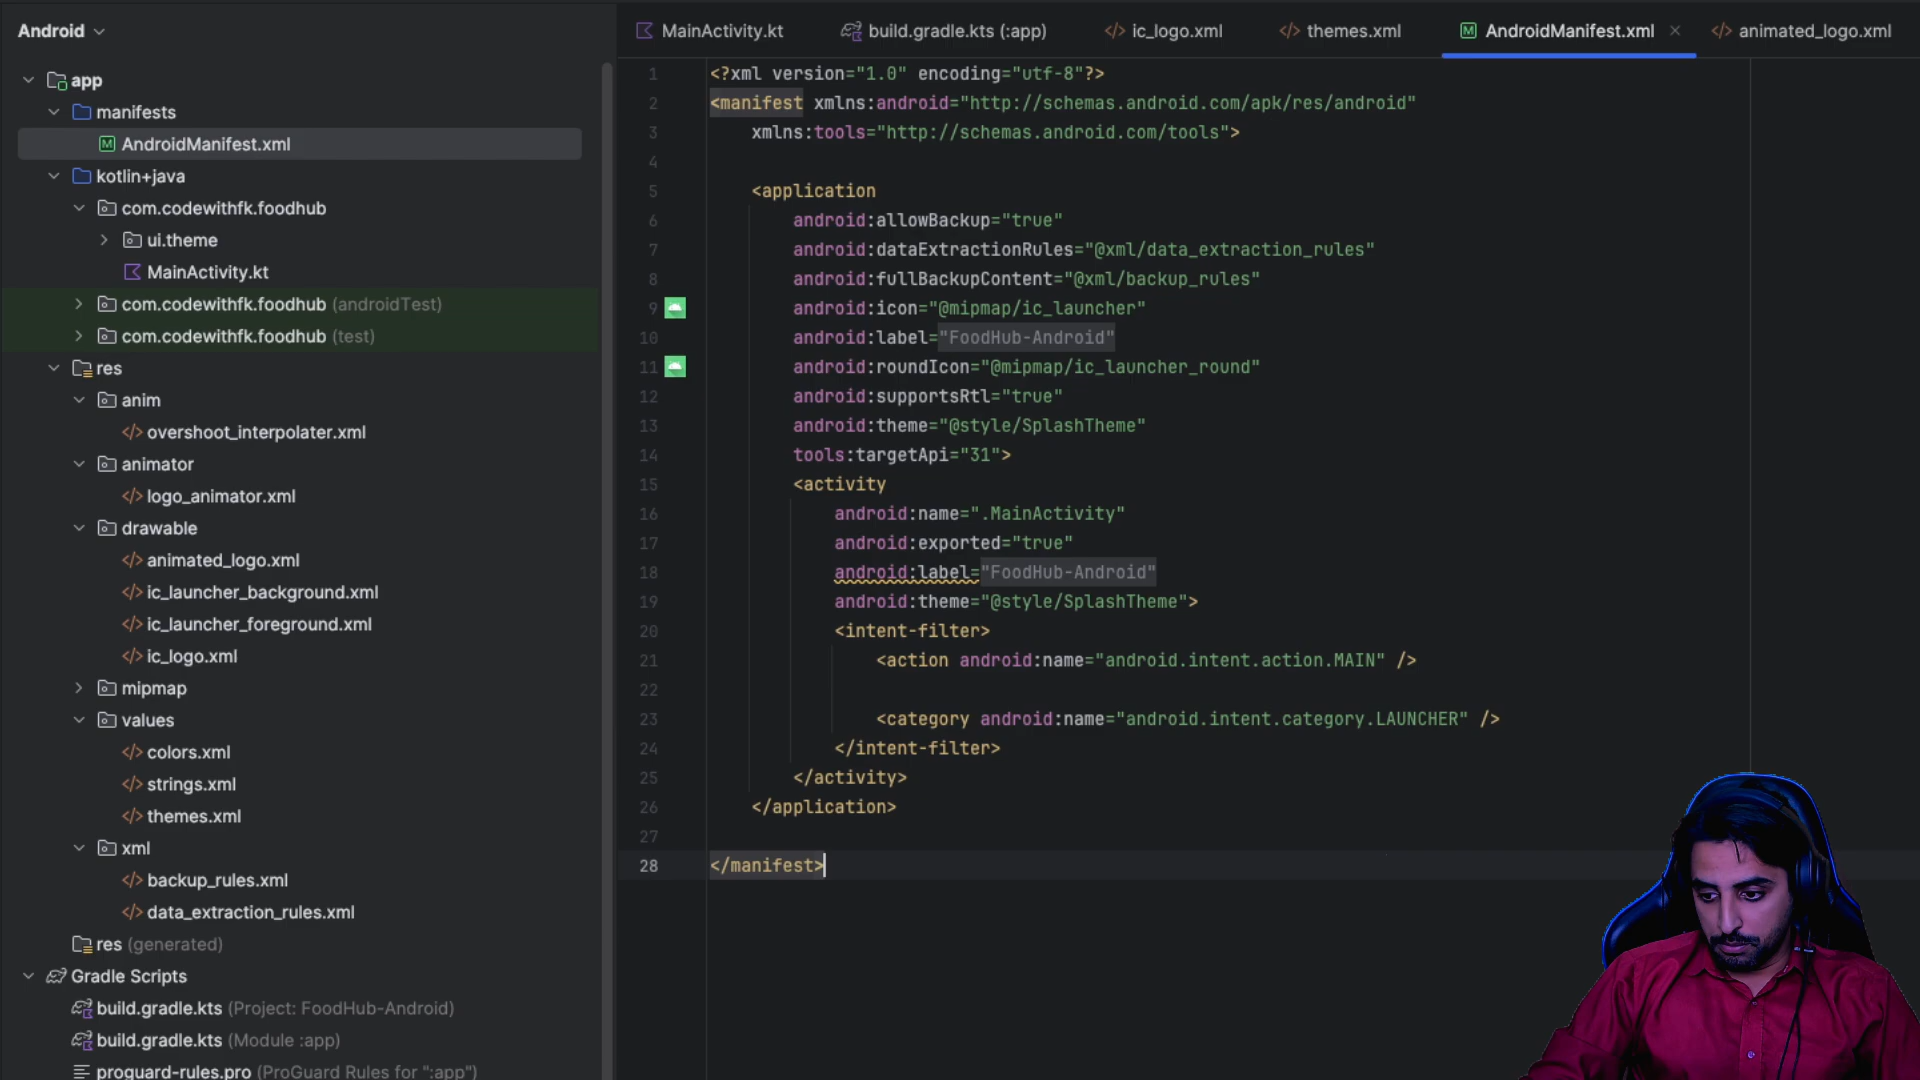 Android
app
manifests
AndroidManifest.xml
kotlin+java
com.codewithfk.foodhub
ui.theme
MainActivity.kt
com.codewithfk.foodhub (androidTest)
com.codewithfk.foodhub (test)
res
anim
overshoot_interpolater.xml
animator
logo_animator.xml
drawable
animated_logo.xml
ic_launcher_background.xml
ic_launcher_foreground.xml
ic_logo.xml
mipmap
values
colors.xml
strings.xml
themes.xml
xml
backup_rules.xml
data_extraction_rules.xml
res (generated)
Gradle Scripts
build.gradle.kts (Project: FoodHub-Android)
build.gradle.kts (Module :app)
proguard-rules.pro (ProGuard Rules for ":app")
MainActivity.kt build.gradle.kts (:app) ic_logo.xml themes.xml AndroidManifest.xml animated_logo.xml
1 <?xml version="1.0" encoding="utf-8"?>
2 <manifest xmlns:android="http://schemas.android.com/apk/res/android"
3 xmlns:tools="http://schemas.android.com/tools">
4
5 <application
6 android:allowBackup="true"
7 android:dataExtractionRules="@xml/data_extraction_rules"
8 android:fullBackupContent="@xml/backup_rules"
9 android:icon="@mipmap/ic_launcher"
10 android:label="FoodHub-Android"
11 android:roundIcon="@mipmap/ic_launcher_round"
12 android:supportsRtl="true"
13 android:theme="@style/SplashTheme"
14 tools:targetApi="31">
15 <activity
16 android:name=".MainActivity"
17 android:exported="true"
18 android:label="FoodHub-Android"
19 android:theme="@style/SplashTheme">
20 <intent-filter>
21 <action android:name="android.intent.action.MAIN" />
22
23 <category android:name="android.intent.category.LAUNCHER" />
24 </intent-filter>
25 </activity>
26 </application>
27
28 </manifest>